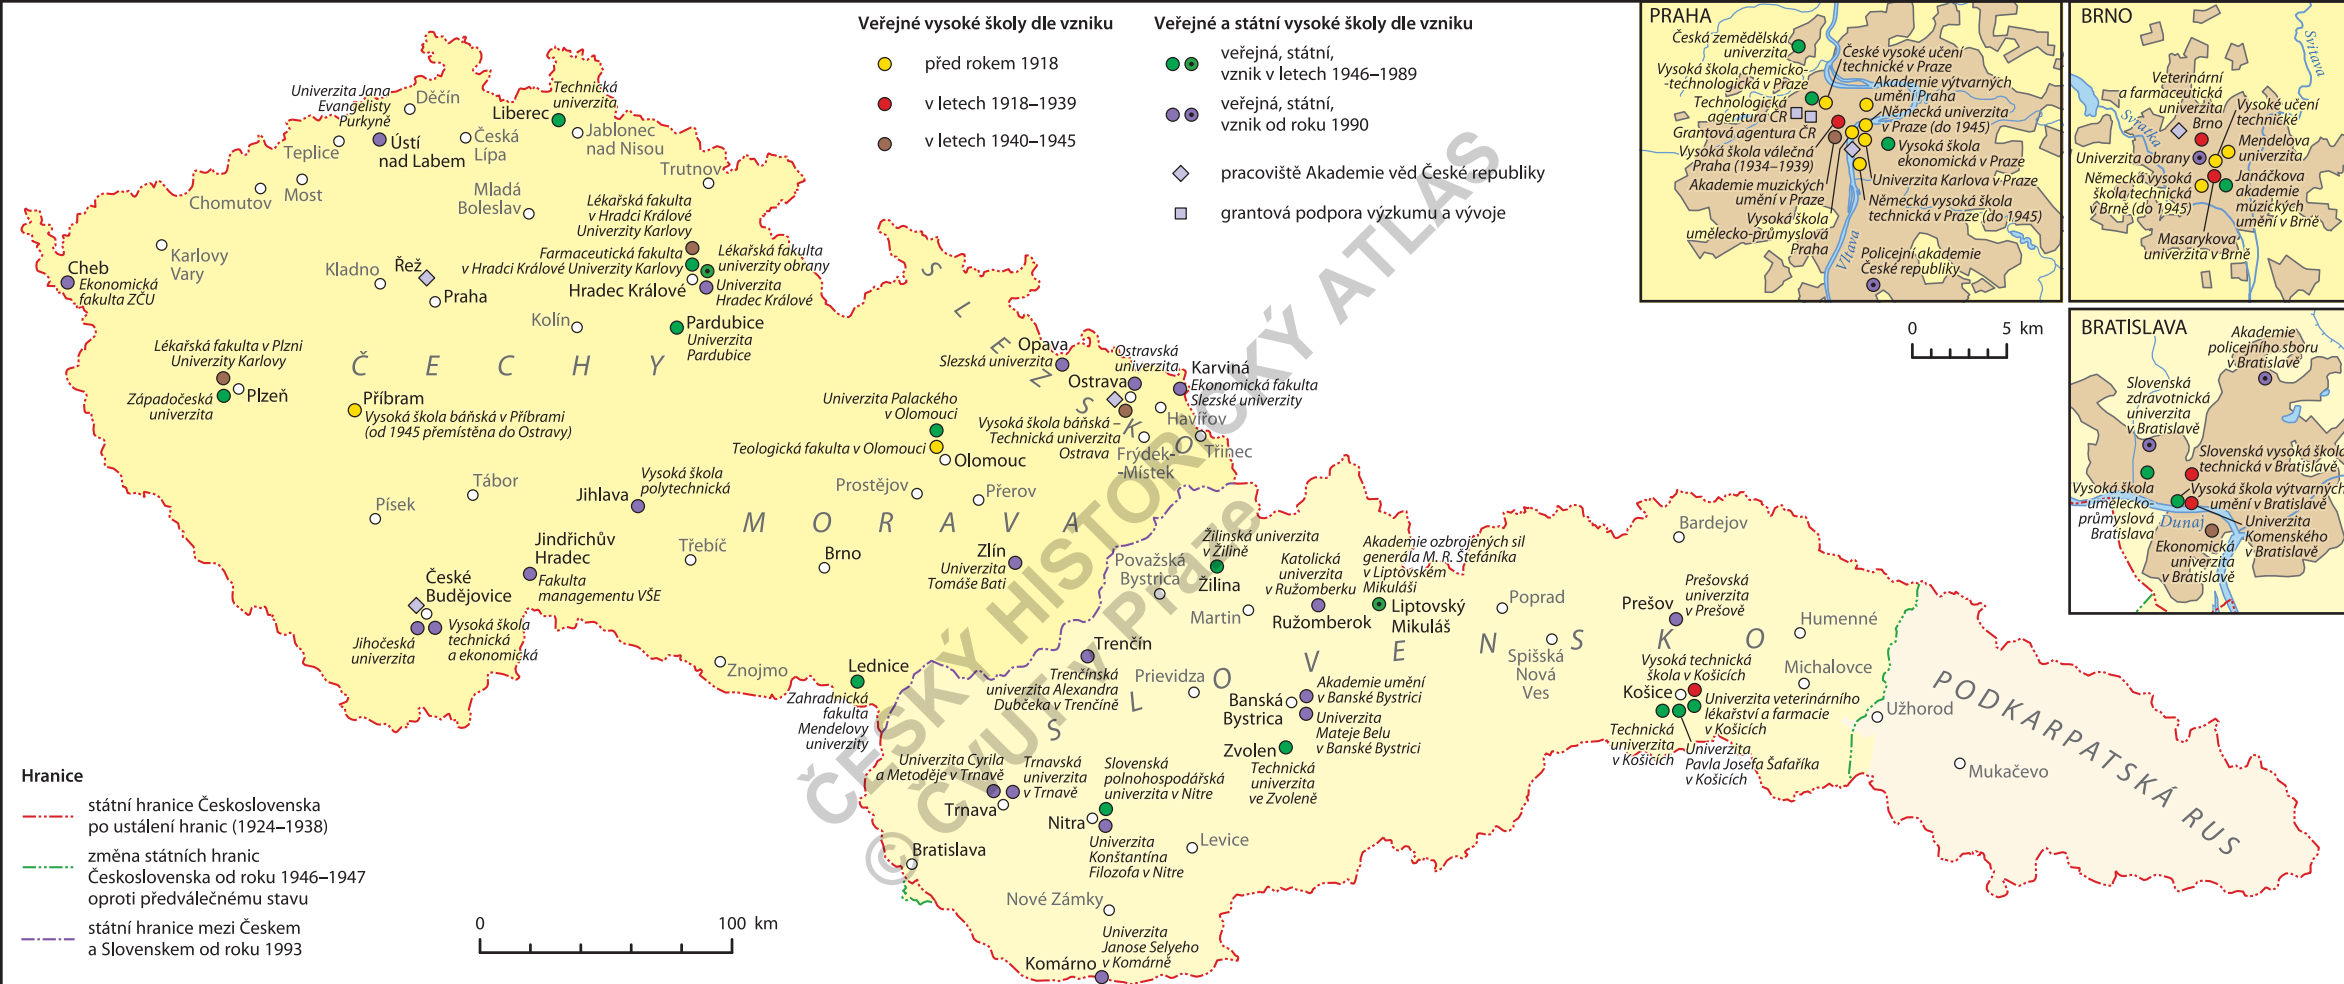 Veřejné vysoké školy dle vzniku
před rokem 1918
v letech 1918–1939
v letech 1940–1945
Veřejné a státní vysoké školy dle vzniku
veřejná, státní,
vznik v letech 1946–1989
veřejná, státní,
vznik od roku 1990
pracoviště Akademie věd České republiky
grantová podpora výzkumu a vývoje
PRAHA
Česká zemědělská
univerzita
České vysoké učení
technické v Praze
Vysoká škola chemicko-
-technologická v Praze
Akademie výtvarných
umění Praha
Technologická
agentura ČR
Německá univerzita
v Praze (do 1945)
Grantová agentura ČR
Vysoká škola
ekonomická v Praze
Vysoká škola válečná
Praha (1934–1939)
Univerzita Karlova v Praze
Akademie muzických
umění v Praze
Německá vysoká škola
technická v Praze (do 1945)
Vysoká škola
umělecko-průmyslová
Praha
Vltava
Policejní akademie
České republiky
0 5 km
BRNO
Svitava
Svratka
Veterinární
a farmaceutická
univerzita
Brno
Vysoké učení
technické
Mendelova
univerzita
Univerzita obrany
Německá vysoká
škola technická
v Brně (do 1945)
Janáčkova
akademie
múzických
umění v Brně
Masarykova
univerzita v Brně
BRATISLAVA
Akademie
policejního sboru
v Bratislavě
Slovenská
zdravotnická
univerzita
v Bratislavě
Slovenská vysoká škola
technická v Bratislavě
Vysoká škola
umělecko-
průmyslová
Bratislava
Vysoká škola výtvarných
umění v Bratislavě
Dunaj
Univerzita
Komenského
v Bratislavě
Ekonomická
univerzita
v Bratislavě
Univerzita Jana
Evangelisty
Purkyně
Děčín
Technická
univerzita
Liberec
Ústí
nad Labem
Teplice
Česká
Lípa
Jablonec
nad Nisou
Most
Chomutov
Mladá
Boleslav
Trutnov
Lékařská fakulta
v Hradci Králové
Univerzity Karlovy
Farmaceutická fakulta
v Hradci Králové Univerzity Karlovy
Lékařská fakulta
univerzity obrany
Hradec Králové
Univerzita
Hradec Králové
Karlovy
Vary
Cheb
Ekonomická
fakulta ZČU
Kladno
Řež
Praha
Kolín
Pardubice
Univerzita
Pardubice
Lékařská fakulta v Plzni
Univerzity Karlovy
Plzeň
Západočeská
univerzita
ČECHY
Příbram
Vysoká škola báňská v Příbrami
(od 1945 přemístěna do Ostravy)
SLEZSKO
Opava
Slezská univerzita
Ostravská
univerzita
Ostrava
Karviná
Ekonomická fakulta
Slezské univerzity
Havířov
Vysoká škola báňská –
Technická univerzita
Ostrava
Frýdek-
-Místek
Třinec
Univerzita Palackého
v Olomouci
Teologická fakulta v Olomouci
Olomouc
Prostějov
Přerov
Tábor
Písek
Jihlava
Vysoká škola
polytechnická
MORAVA
Jindřichův
Hradec
Fakulta
managementu VŠE
Třebíč
Brno
Zlín
Univerzita
Tomáše Bati
České
Budějovice
Jihočeská
univerzita
Vysoká škola
technická
a ekonomická
Znojmo
Lednice
Zahradnická
fakulta
Mendelovy
univerzity
Považská
Bystrica
Žilinská univerzita
v Žilině
Žilina
Katolická
univerzita
v Ružomberku
Ružomberok
Akademie ozbrojených sil
generála M. R. Štefánika
v Liptovském
Mikuláši
Liptovský
Mikuláš
Martin
Poprad
Bardejov
Prešovská
univerzita
v Prešově
Prešov
Humenné
SLOVENSKO
Spišská
Nová
Ves
Michalovce
Trenčín
Trenčínská
univerzita Alexandra
Dubčeka v Trenčíně
Prievidza
Banská
Bystrica
Akademie umění
v Banské Bystrici
Univerzita
Mateje Belu
v Banské Bystrici
Zvolen
Technická
univerzita
ve Zvoleně
Vysoká technická
škola v Košicích
Košice
Univerzita veterinárního
lékařství a farmacie
v Košicích
Technická
univerzita
v Košicích
Univerzita
Pavla Josefa Šafaříka
v Košicích
Užhorod
Mukačevo
PODKARPATSKÁ RUS
Univerzita Cyrila
a Metoděje v Trnavě
Trnavská
univerzita
v Trnavě
Trnava
Slovenská
polnohospodářská
univerzita v Nitre
Nitra
Univerzita
Konštantína
Filozofa v Nitre
Levice
Bratislava
Nové Zámky
Univerzita
Janose Selyeho
v Komárně
Komárno
Hranice
státní hranice Československa
po ustálení hranic (1924–1938)
změna státních hranic
Československa od roku 1946–1947
oproti předválečnému stavu
státní hranice mezi Českem
a Slovenskem od roku 1993
0 100 km
ČESKÝ HISTORICKÝ ATLAS
© ČVUT v Praze